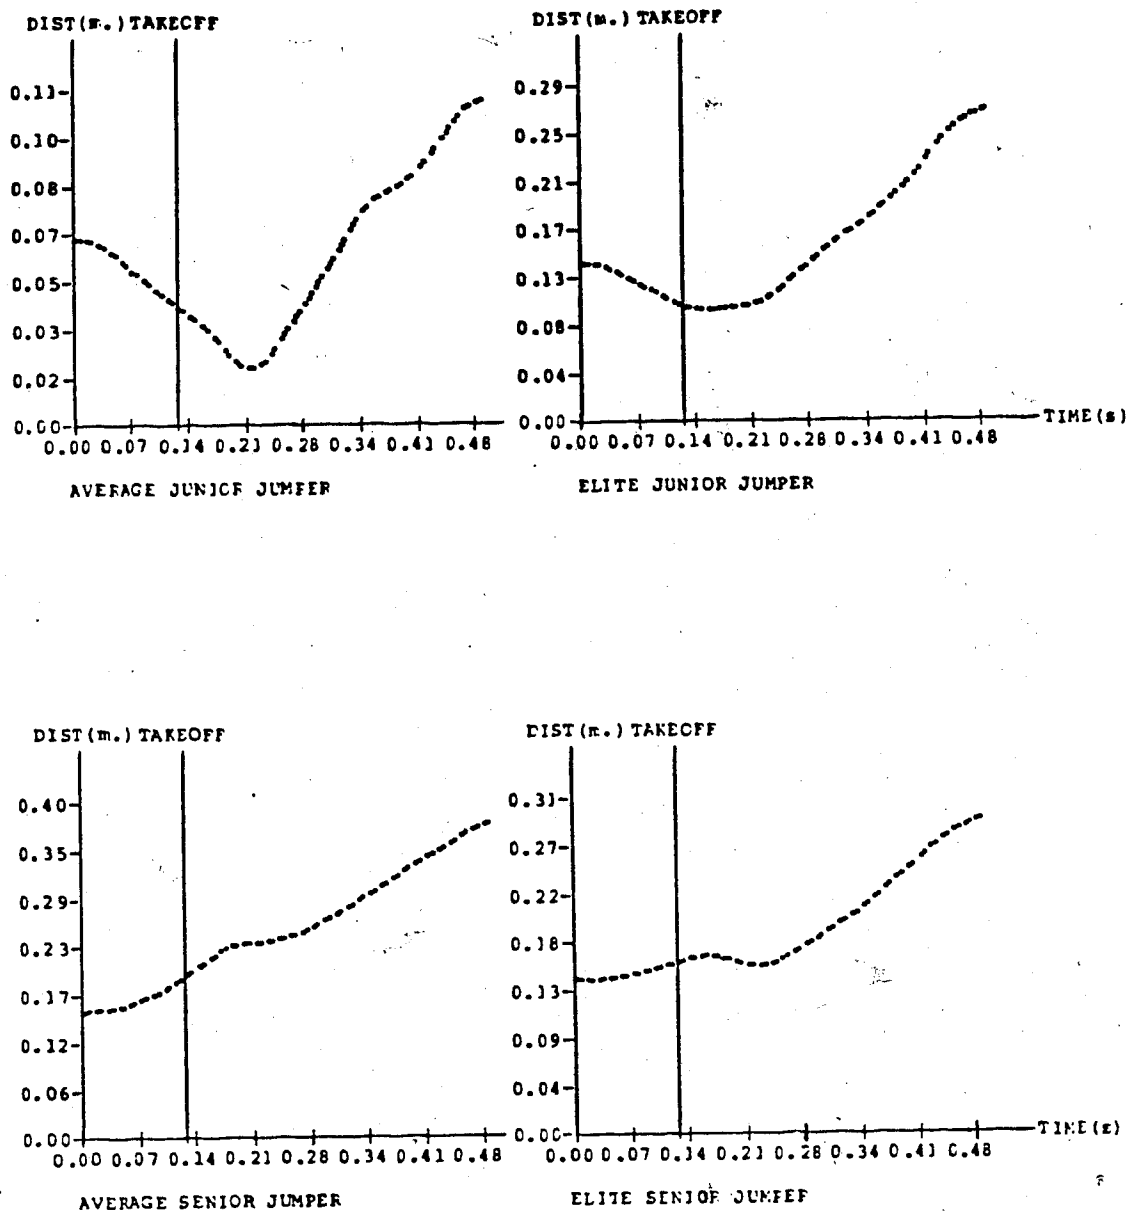 DIST(m.) TAKEOFF
0.11
0.10
0.08
0.07
0.05
0.03
0.02
0.00
0.00 0.07 0.14 0.21 0.28 0.34 0.41 0.48
AVERAGE JUNIOR JUMPER
DIST(m.) TAKEOFF
0.29
0.25
0.21
0.17
0.13
0.08
0.04
0.00
0.00 0.07 0.14 0.21 0.28 0.34 0.41 0.48
TIME(s)
ELITE JUNIOR JUMPER
DIST(m.) TAKEOFF
0.40
0.35
0.29
0.23
0.17
0.12
0.06
0.00
0.00 0.07 0.14 0.21 0.28 0.34 0.41 0.48
AVERAGE SENIOR JUMPER
DIST(m.) TAKEOFF
0.31
0.27
0.22
0.18
0.13
0.09
0.04
0.00
0.00 0.07 0.14 0.21 0.28 0.34 0.41 0.48
TIME(s)
ELITE SENIOR JUMPER